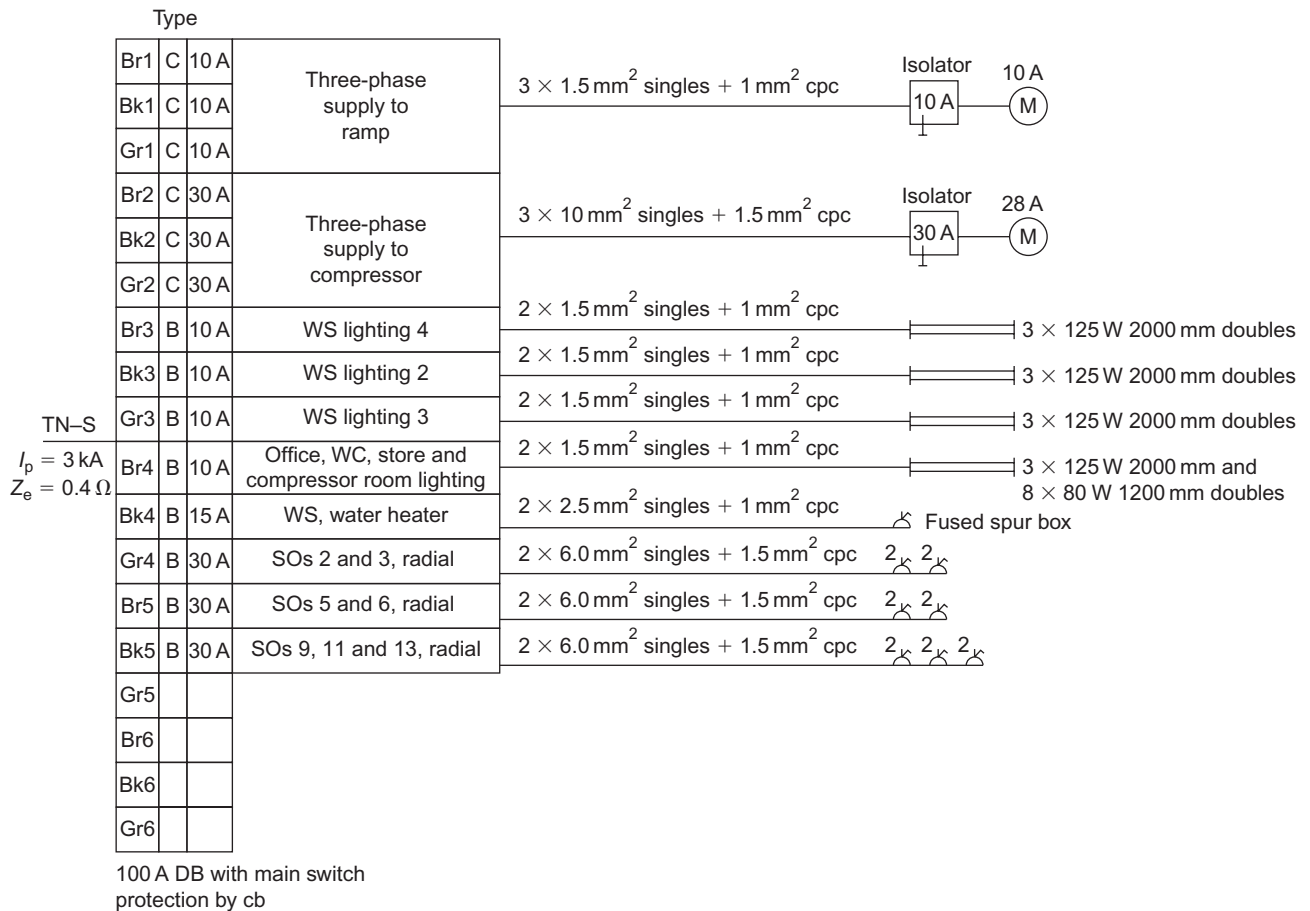 Type
Br1 C 10 A
Bk1 C 10 A
Gr1 C 10 A
Three-phase
supply to
ramp
3 × 1.5 mm² singles + 1 mm² cpc
Isolator
10 A
10 A
M
Br2 C 30 A
Bk2 C 30 A
Gr2 C 30 A
Three-phase
supply to
compressor
3 × 10 mm² singles + 1.5 mm² cpc
Isolator
30 A
28 A
M
Br3 B 10 A WS lighting 4
2 × 1.5 mm² singles + 1 mm² cpc
3 × 125 W 2000 mm doubles
Bk3 B 10 A WS lighting 2
2 × 1.5 mm² singles + 1 mm² cpc
3 × 125 W 2000 mm doubles
Gr3 B 10 A WS lighting 3
2 × 1.5 mm² singles + 1 mm² cpc
3 × 125 W 2000 mm doubles
TN–S
Ip = 3 kA
Ze = 0.4 Ω
Br4 B 10 A
Office, WC, store and
compressor room lighting
2 × 1.5 mm² singles + 1 mm² cpc
3 × 125 W 2000 mm and
8 × 80 W 1200 mm doubles
Bk4 B 15 A WS, water heater
2 × 2.5 mm² singles + 1 mm² cpc
Fused spur box
Gr4 B 30 A SOs 2 and 3, radial
2 × 6.0 mm² singles + 1.5 mm² cpc 2 2
Br5 B 30 A SOs 5 and 6, radial
2 × 6.0 mm² singles + 1.5 mm² cpc 2 2
Bk5 B 30 A SOs 9, 11 and 13, radial
2 × 6.0 mm² singles + 1.5 mm² cpc 2 2 2
Gr5
Br6
Bk6
Gr6
100 A DB with main switch
protection by cb